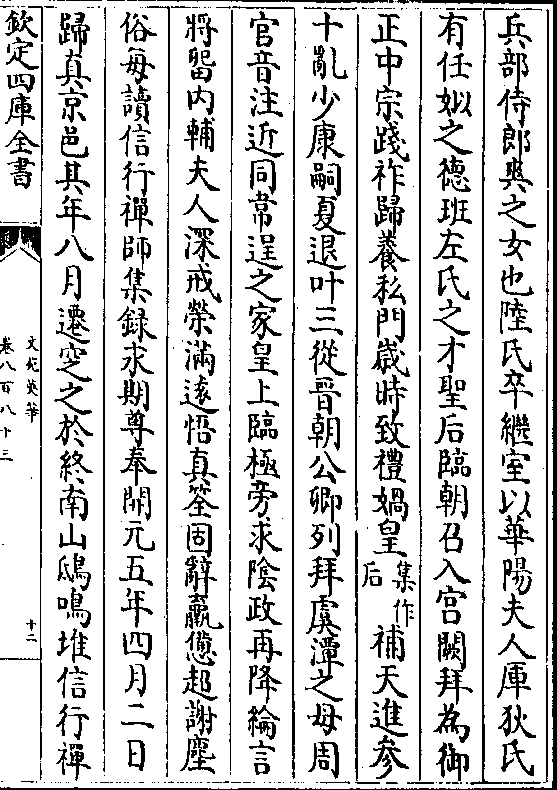 兵部侍郎㷟之女也陸氏卒繼室以華陽夫人庫狄氏
有任姒之德班左氏之才聖后臨朝召入宫闕拜為御
正中宗踐祚歸養私門嵗時致禮媧皇集作后補天進參
十亂少康嗣夏退叶三從晉朝公卿列拜虞潭之母周
官音注近同常逞之家皇上臨極旁求隂政再降綸言
將留内輔夫人深戒榮滿逺悟真筌固辭羸憊超謝塵
俗每讀信行禪師集録永期尊奉開元五年四月二日
歸真京邑其年八月遷窆之於終南山鴟鳴堆信行禪
欽定四庫全書
文苑英華
卷八百八十三
十二